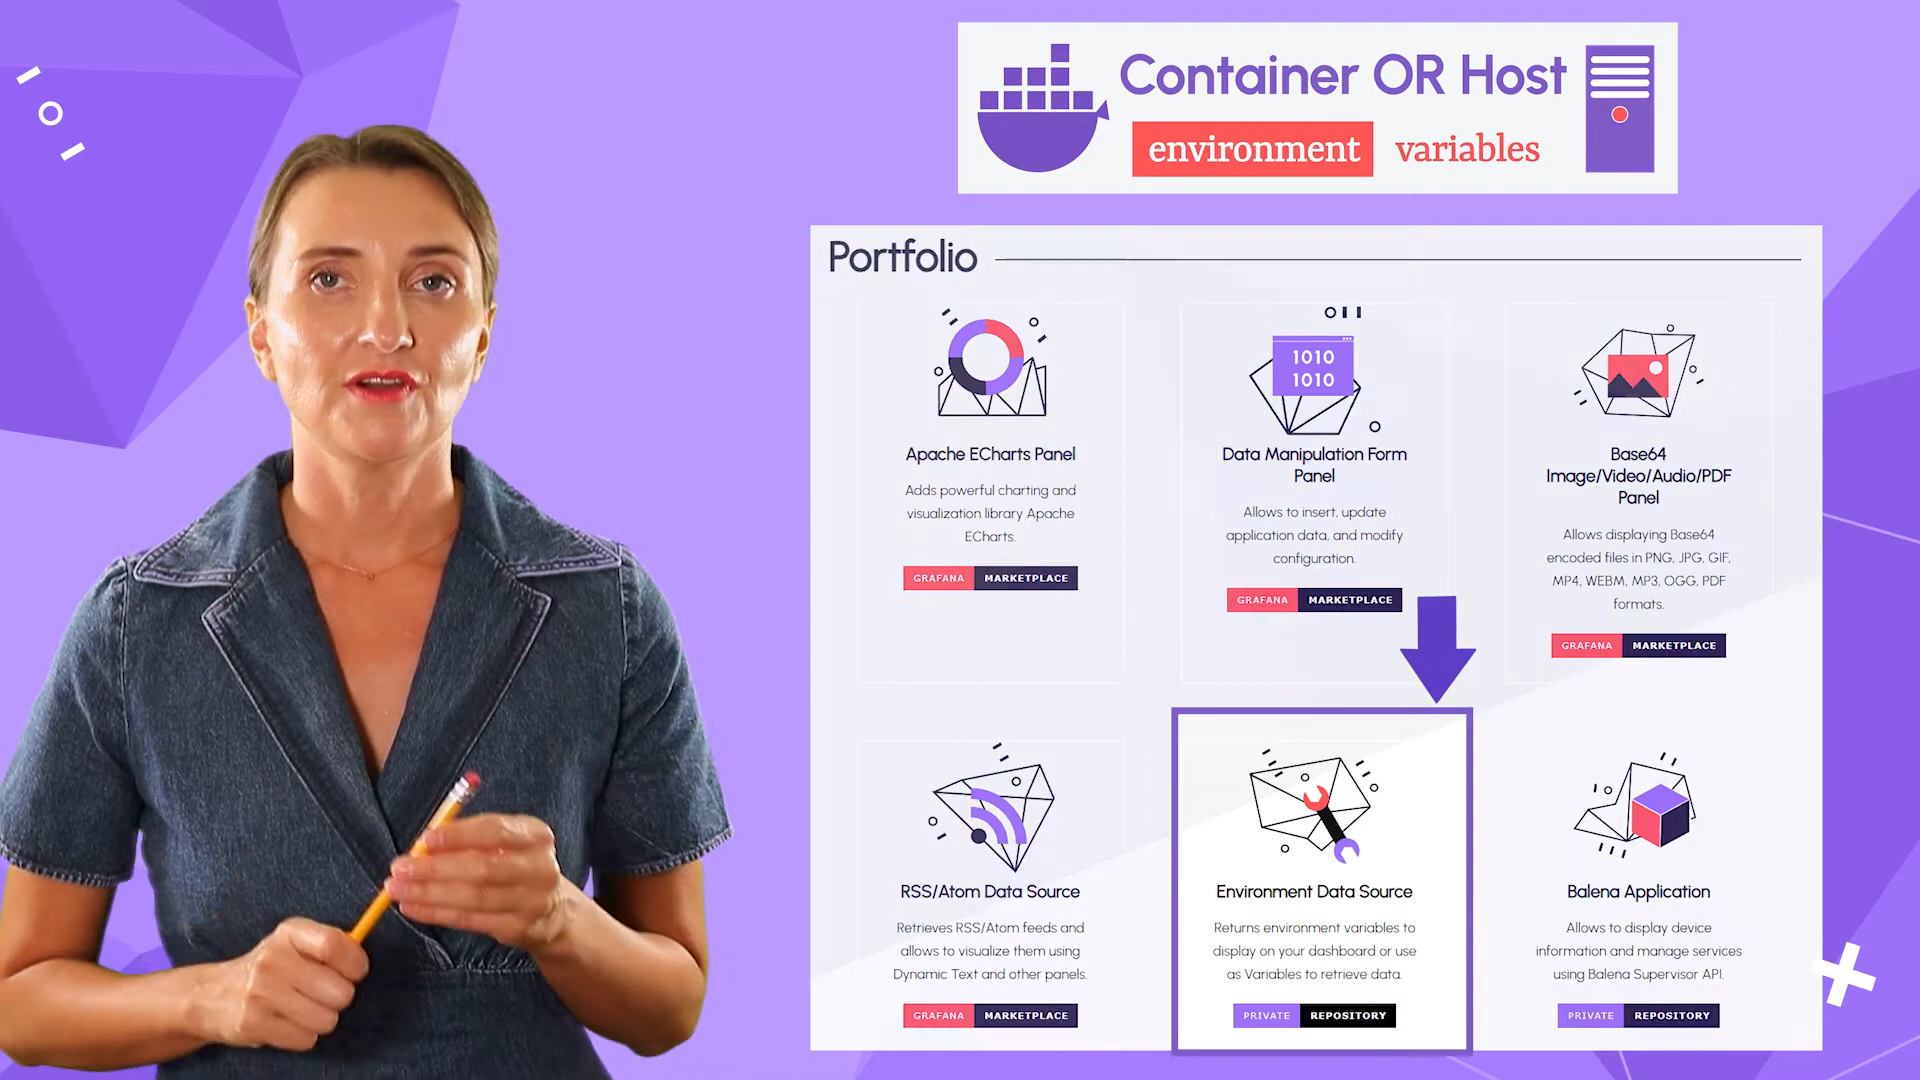 Container OR Host
environment variables
Portfolio
1010
1010
Apache ECharts Panel
Adds powerful charting and
visualization library Apache
ECharts.
GRAFANA MARKETPLACE
Data Manipulation Form
Panel
Allows to insert, update
application data, and modify
configuration.
GRAFANA MARKETPLACE
Base64
Image/Video/Audio/PDF
Panel
Allows displaying Base64
encoded files in PNG, JPG, GIF,
MP4, WEBM, MP3, OGG, PDF
formats.
GRAFANA MARKETPLACE
RSS/Atom Data Source
Retrieves RSS/Atom feeds and
allows to visualize them using
Dynamic Text and other panels.
GRAFANA MARKETPLACE
Environment Data Source
Returns environment variables to
display on your dashboard or use
as Variables to retrieve data.
PRIVATE REPOSITORY
Balena Application
Allows to display device
information and manage services
using Balena Supervisor API.
PRIVATE REPOSITORY